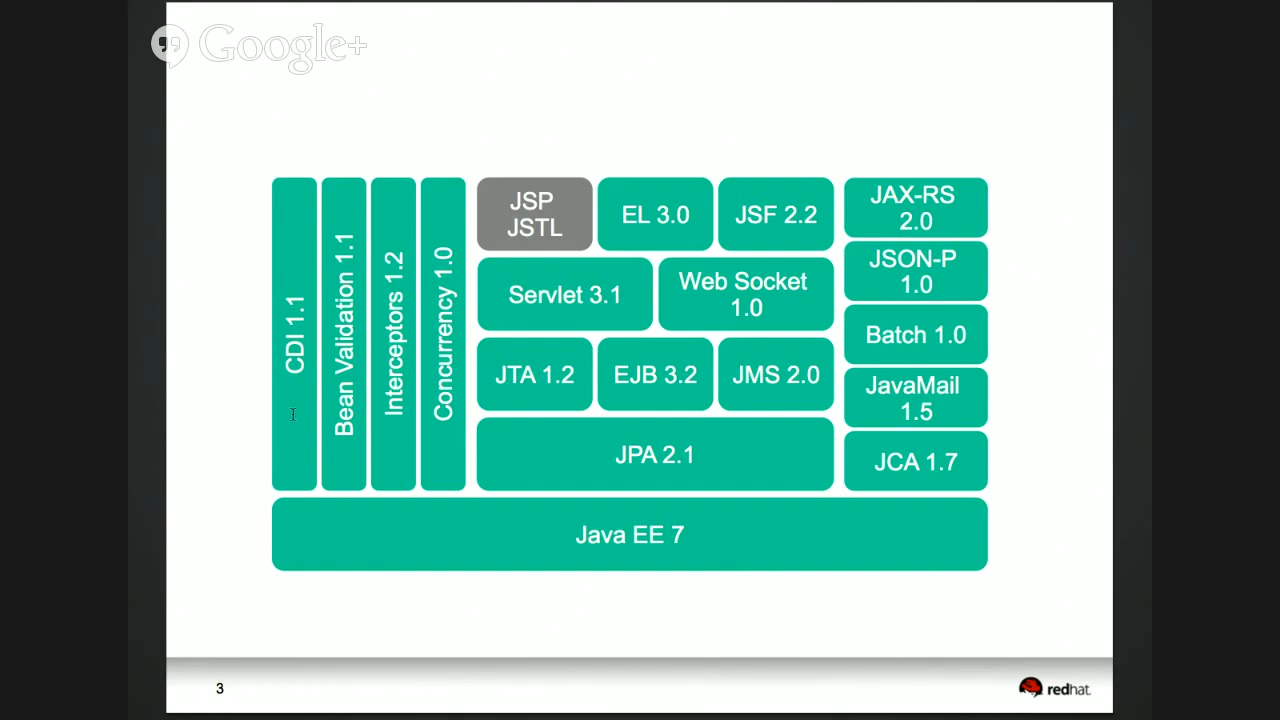 Google+
CDI 1.1
Bean Validation 1.1
Interceptors 1.2
Concurrency 1.0
JSP
JSTL
EL 3.0
JSF 2.2
Servlet 3.1
Web Socket
1.0
JTA 1.2
EJB 3.2
JMS 2.0
JPA 2.1
JAX-RS
2.0
JSON-P
1.0
Batch 1.0
JavaMail
1.5
JCA 1.7
Java EE 7
3
redhat.